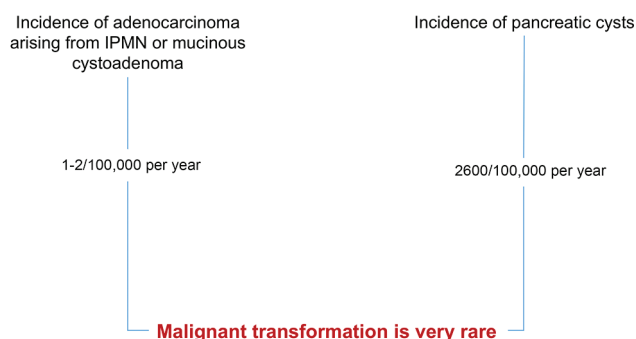 Incidence of adenocarcinoma
arising from IPMN or mucinous
cystoadenoma
Incidence of pancreatic cysts
1-2/100,000 per year
2600/100,000 per year
Malignant transformation is very rare